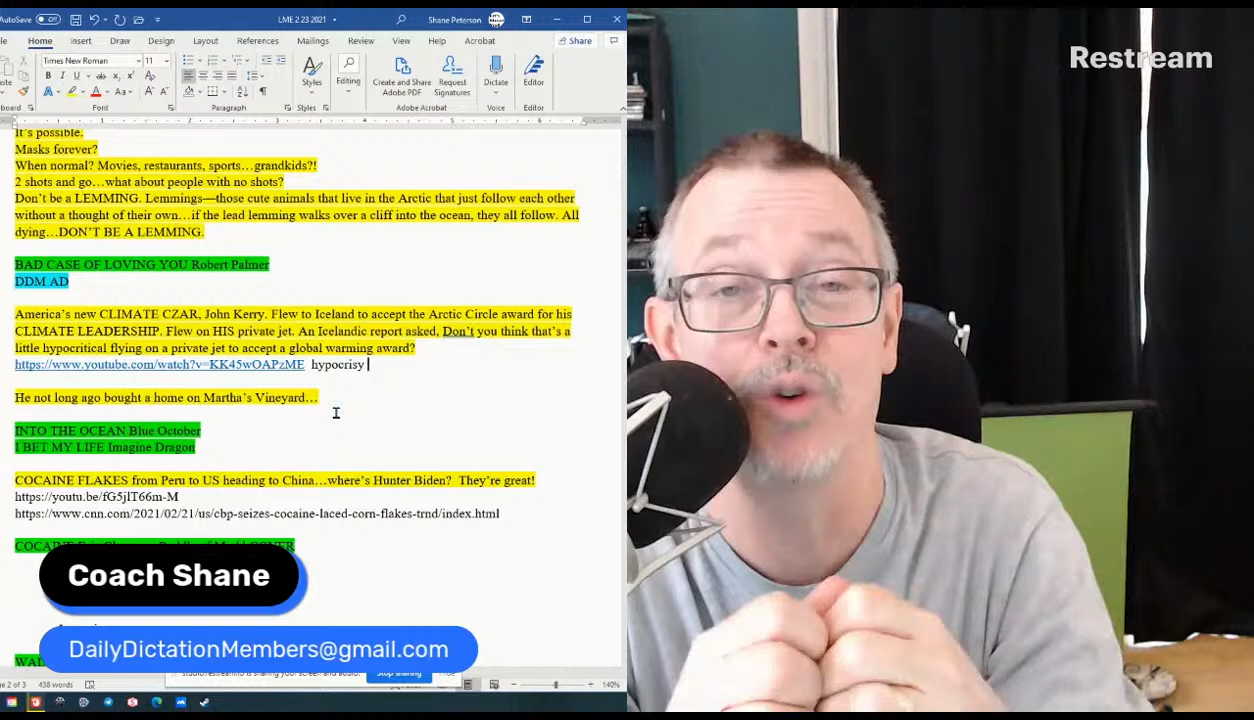 AutoSave Off LME 2.23 2021 Shane Peterson
Home Insert Draw Design Layout References Mailings Review View Help Acrobat Share
Times New Roman 11
Styles Editing Create and Share Adobe PDF Request Signatures Dictate Editor
Font Paragraph Styles Adobe Acrobat Voice Editor
It's possible.
Masks forever?
When normal? Movies, restaurants, sports…grandkids?!
2 shots and go…what about people with no shots?
Don't be a LEMMING. Lemmings—those cute animals that live in the Arctic that just follow each other
without a thought of their own…if the lead lemming walks over a cliff into the ocean, they all follow. All
dying…DON'T BE A LEMMING.
BAD CASE OF LOVING YOU Robert Palmer
DDM AD
America's new CLIMATE CZAR, John Kerry. Flew to Iceland to accept the Arctic Circle award for his
CLIMATE LEADERSHIP. Flew on HIS private jet. An Icelandic report asked, Don't you think that's a
little hypocritical flying on a private jet to accept a global warming award?
https://www.youtube.com/watch?v=KK45wOAPzME hypocrisy
He not long ago bought a home on Martha's Vineyard…
INTO THE OCEAN Blue October
I BET MY LIFE Imagine Dragon
COCAINE FLAKES from Peru to US heading to China…where's Hunter Biden? They're great!
https://youtu.be/fG5jlT66m-M
https://www.cnn.com/2021/02/21/us/cbp-seizes-cocaine-laced-corn-flakes-trnd/index.html
Coach Shane
DailyDictationMembers@gmail.com
Stop sharing Hide
438 words 140%
Restream